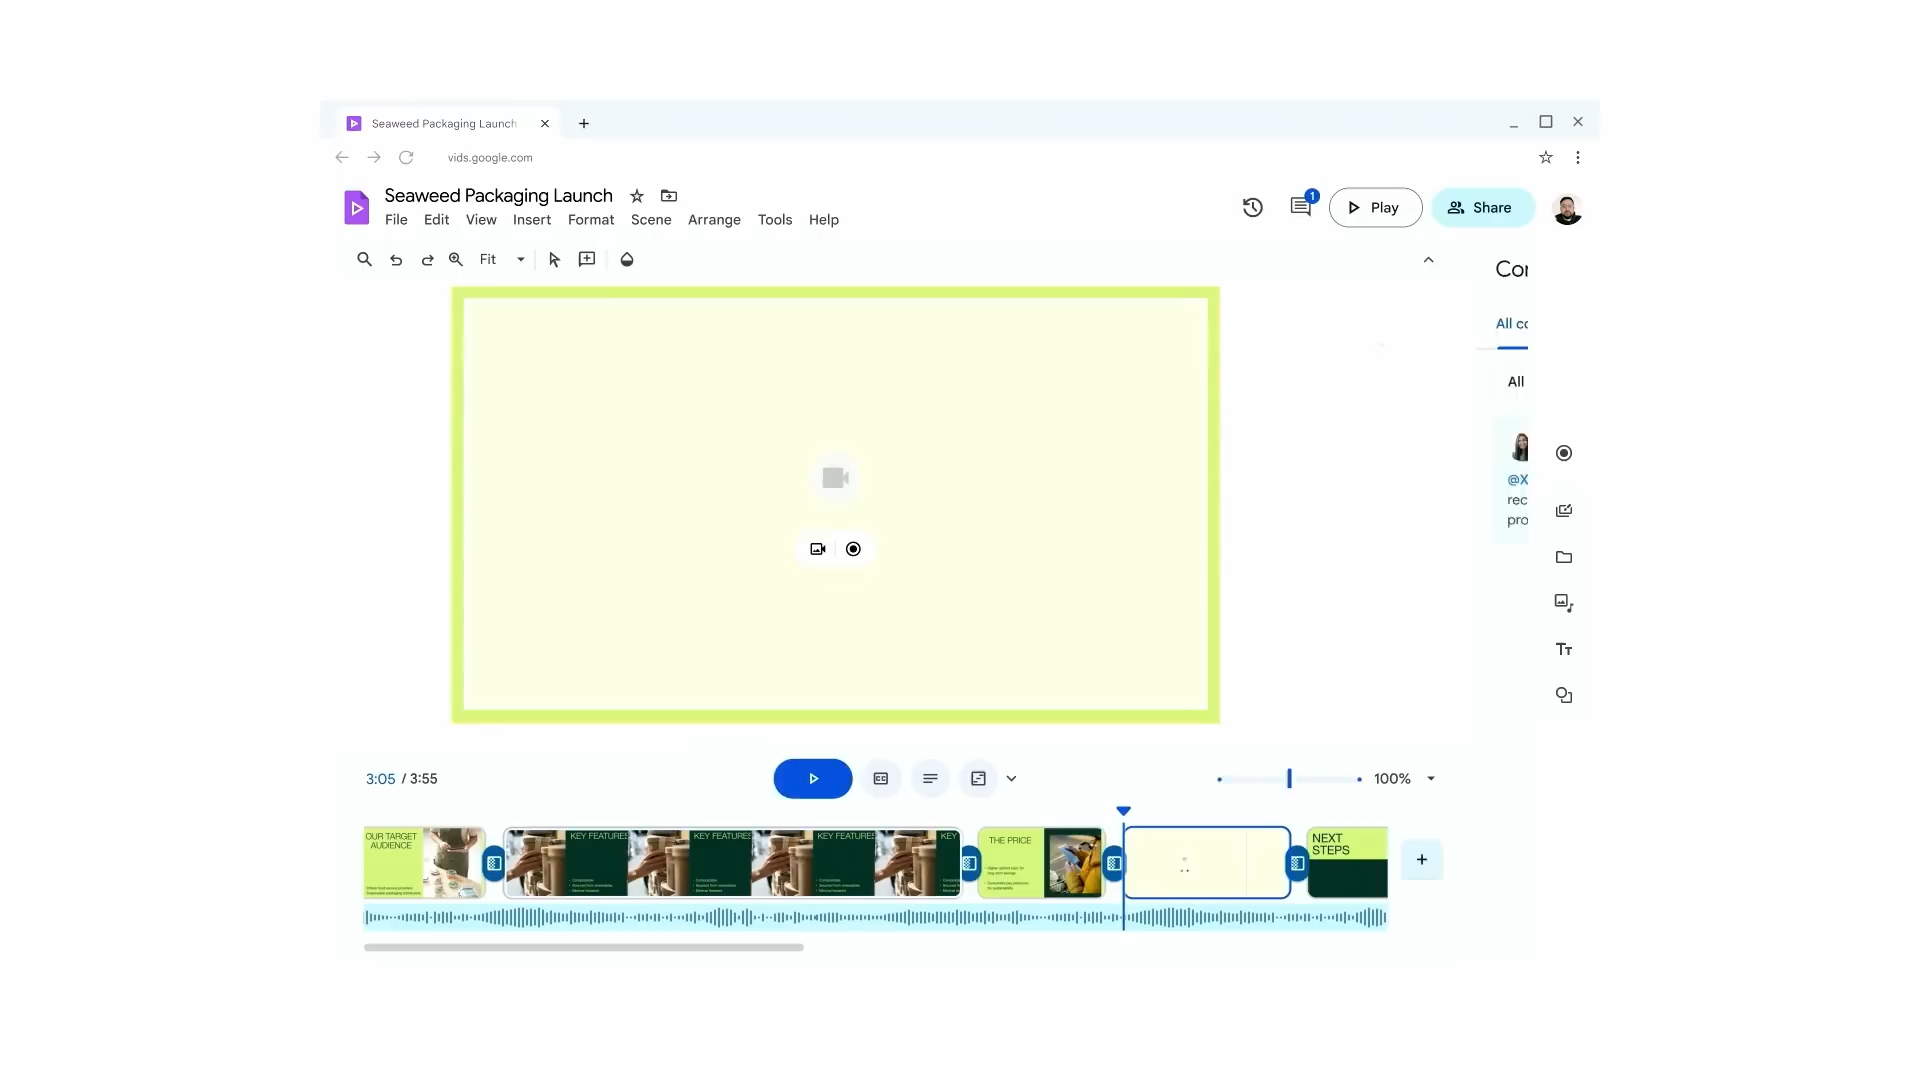 Seaweed Packaging Launch
vids.google.com
Seaweed Packaging Launch
File Edit View Insert Format Scene Arrange Tools Help
1
Play
Share
Fit
Cor
All cc
All
@X
rec
pro
3:05 / 3:55
100%
OUR TARGET
AUDIENCE
KEY FEATURES
KEY FEATURES
KEY FEATURES
KEY
THE PRICE
NEXT
STEPS